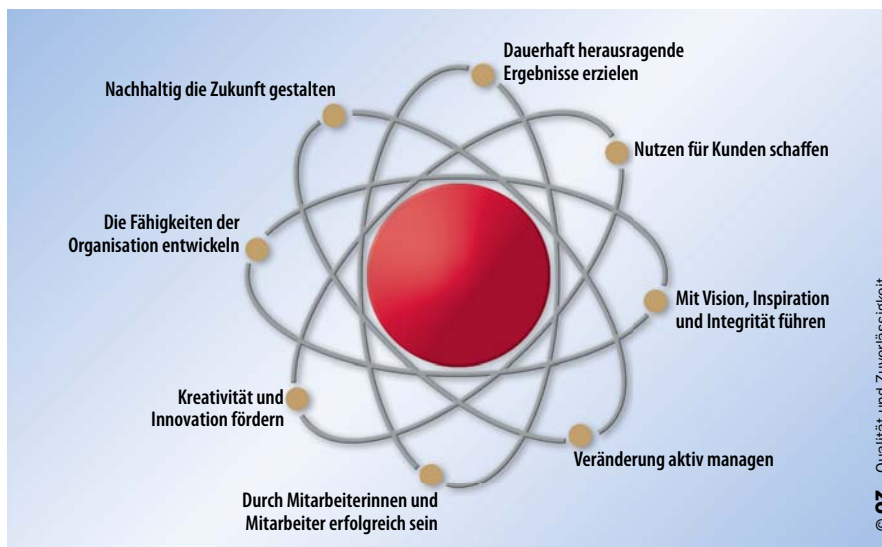 Dauerhaft herausragende
Ergebnisse erzielen
Nachhaltig die Zukunft gestalten
Nutzen für Kunden schaffen
Die Fähigkeiten der
Organisation entwickeln
Mit Vision, Inspiration
und Integrität führen
Kreativität und
Innovation fördern
Veränderung aktiv managen
Durch Mitarbeiterinnen und
Mitarbeiter erfolgreich sein
© QZ Qualität und Zuverlässigkeit